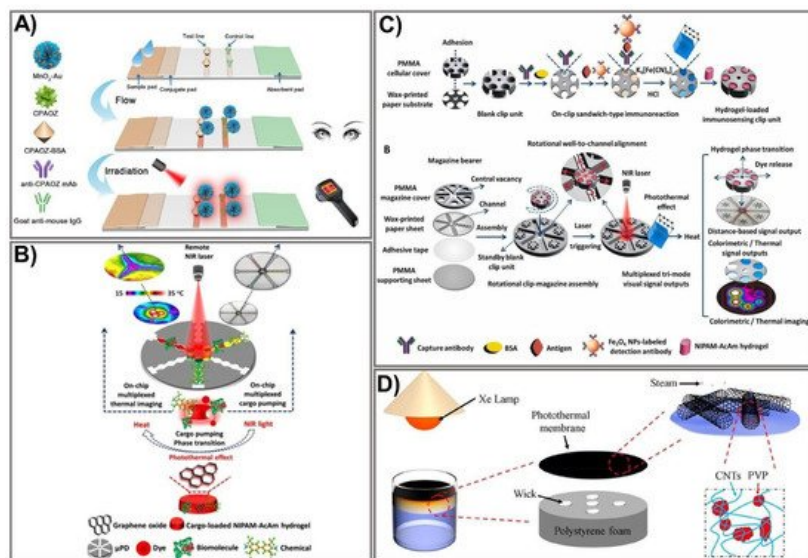 A)
MnO2-Au
CPAOZ
CPAOZ-BSA
anti-CPAOZ mAb
Goat anti-mouse IgG
Test line
Control line
Sample pad
Conjugate pad
Absorbent pad
Flow
Irradiation
B)
Remote
NIR laser
15
35 °C
On-chip
multiplexed
thermal imaging
On-chip
multiplexed
cargo pumping
Heat
Cargo pumping
Phase transition
NIR light
Photothermal effect
Graphene oxide
Cargo-loaded NIPAM-AcAm hydrogel
μPD
Dye
Biomolecule
Chemical
C)
Adhesion
PMMA
cellular cover
Wax-printed
paper substrate
Blank clip unit
On-clip sandwich-type immunoreaction
HCl
Hydrogel-loaded
immunosensing clip unit
B
Magazine bearer
PMMA
magazine cover
Wax-printed
paper sheet
Adhesive tape
PMMA
supporting sheet
Central vacancy
Channel
Assembly
Standby blank
clip unit
Rotational clip-magazine assembly
Rotational well-to-channel alignment
Laser
triggering
NIR laser
Photothermal
effect
Heat
Multiplexed tri-mode
visual signal outputs
Hydrogel phase transition
Dye release
Distance-based signal output
Colorimetric / Thermal
signal outputs
Colorimetric / Thermal imaging
Capture antibody
BSA
Antigen
Fe3O4 NPs-labeled
detection antibody
NIPAM-AcAm hydrogel
D)
Xe Lamp
Photothermal
membrane
Wick
Polystyrene foam
Steam
CNTs
PVP